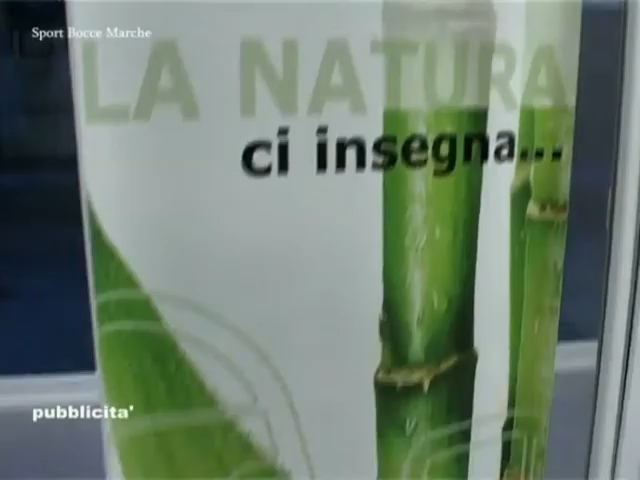 Sport Bocce Marche
LA NATURA
ci insegna...
pubblicita'